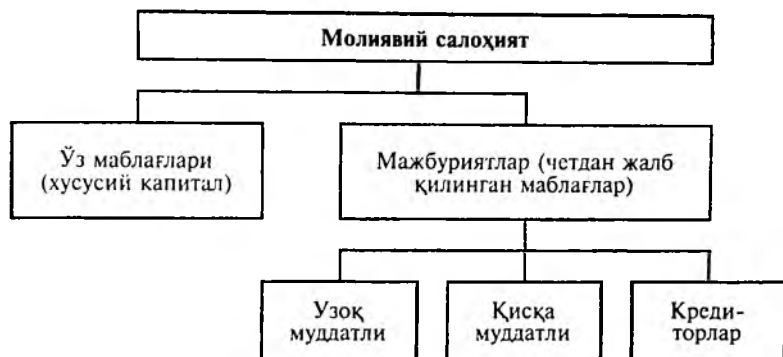 Молиявий салоҳият
Ўз маблағлари
(хусусий капитал)
Мажбуриятлар (четдан жалб
қилинган маблағлар)
Узоқ
муддатли
Қисқа
муддатли
Креди-
торлар